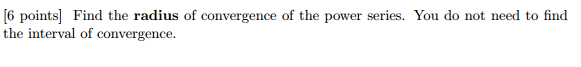 [6 points] Find the radius of convergence of the power series. You do not need to find
the interval of convergence.